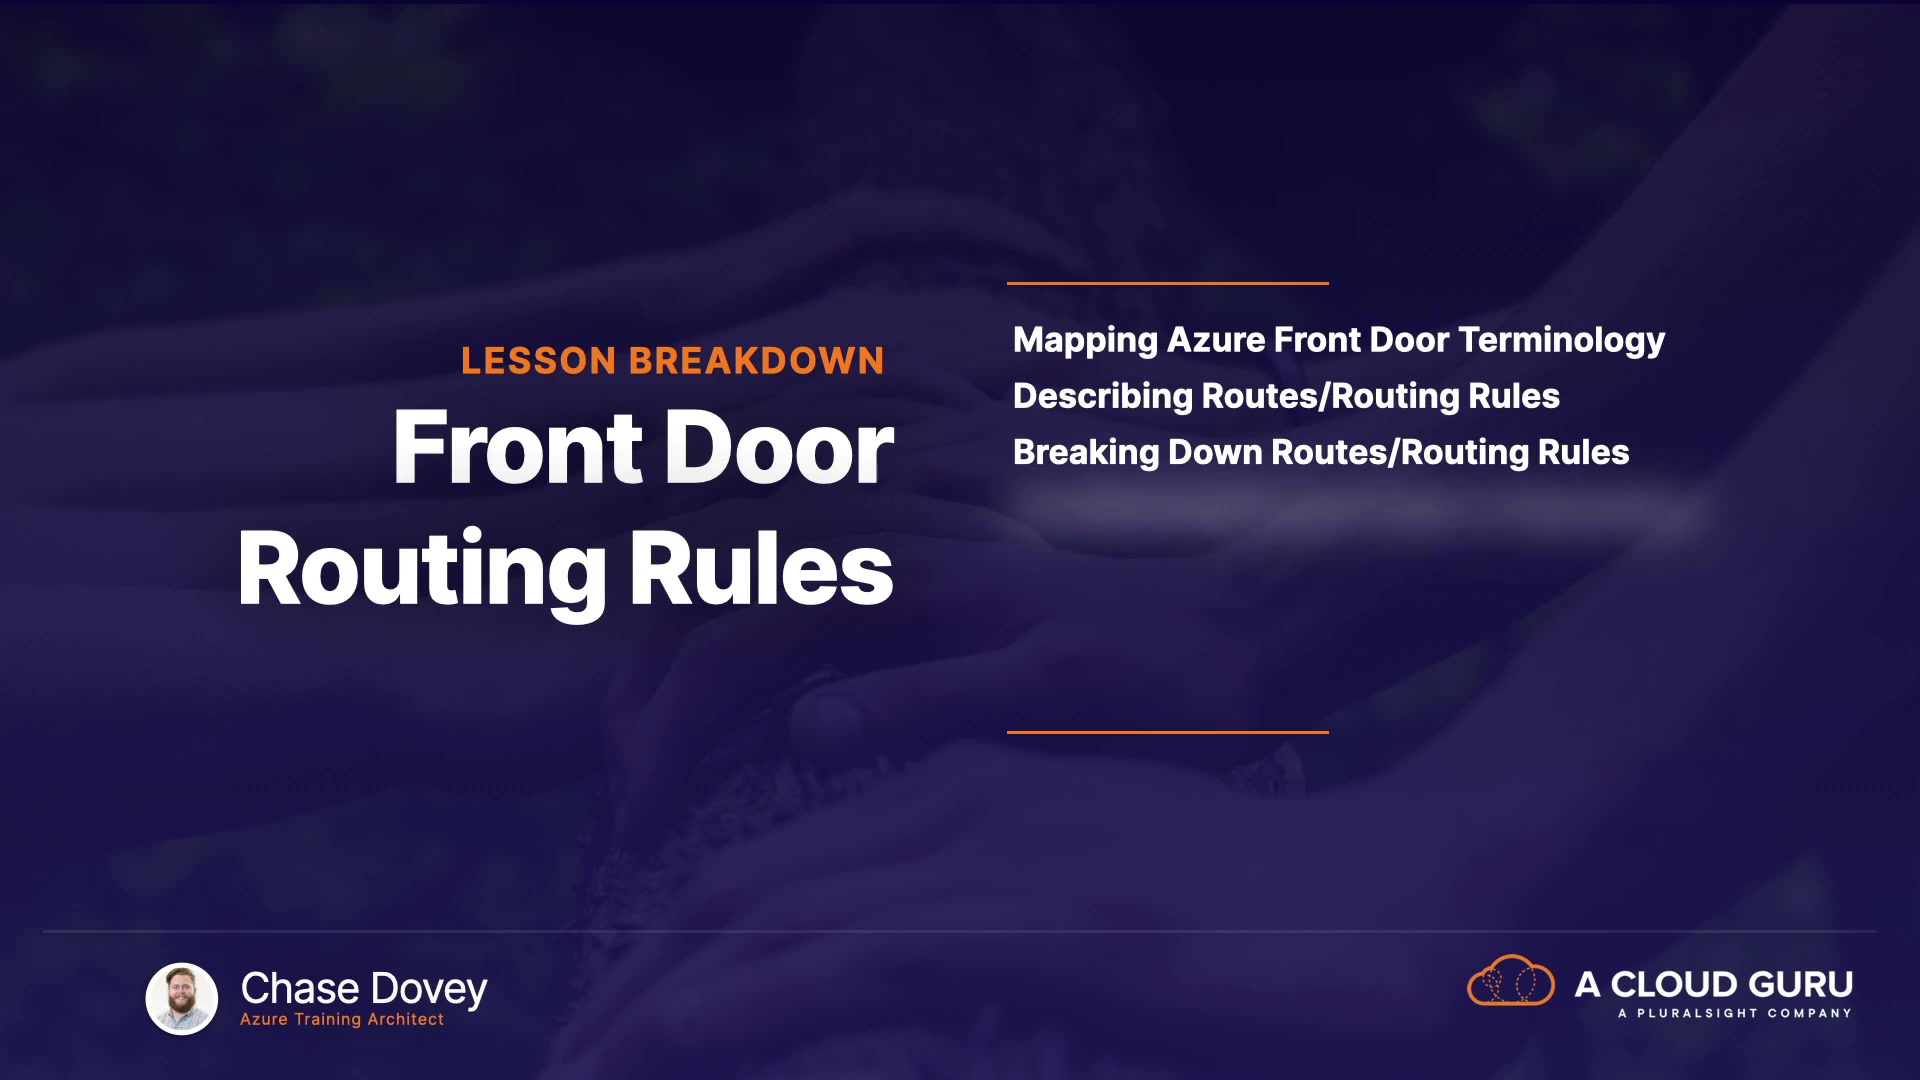 LESSON BREAKDOWN
Front Door
Routing Rules
Mapping Azure Front Door Terminology
Describing Routes/Routing Rules
Breaking Down Routes/Routing Rules
Chase Dovey
Azure Training Architect
A CLOUD GURU
A PLURALSIGHT COMPANY